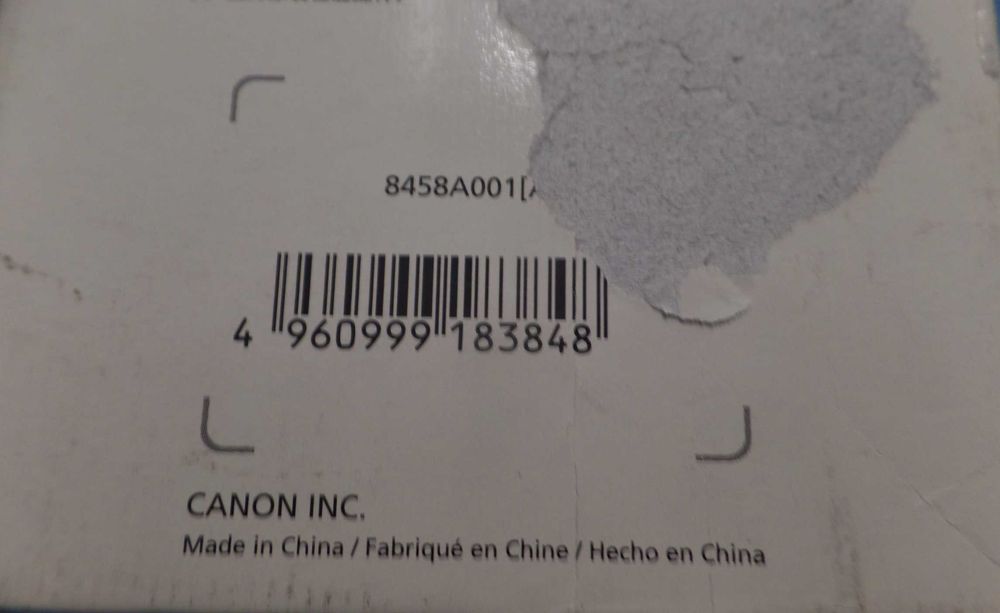 8458A001[
4 960999 183848
CANON INC.
Made in China / Fabriqué en Chine / Hecho en China